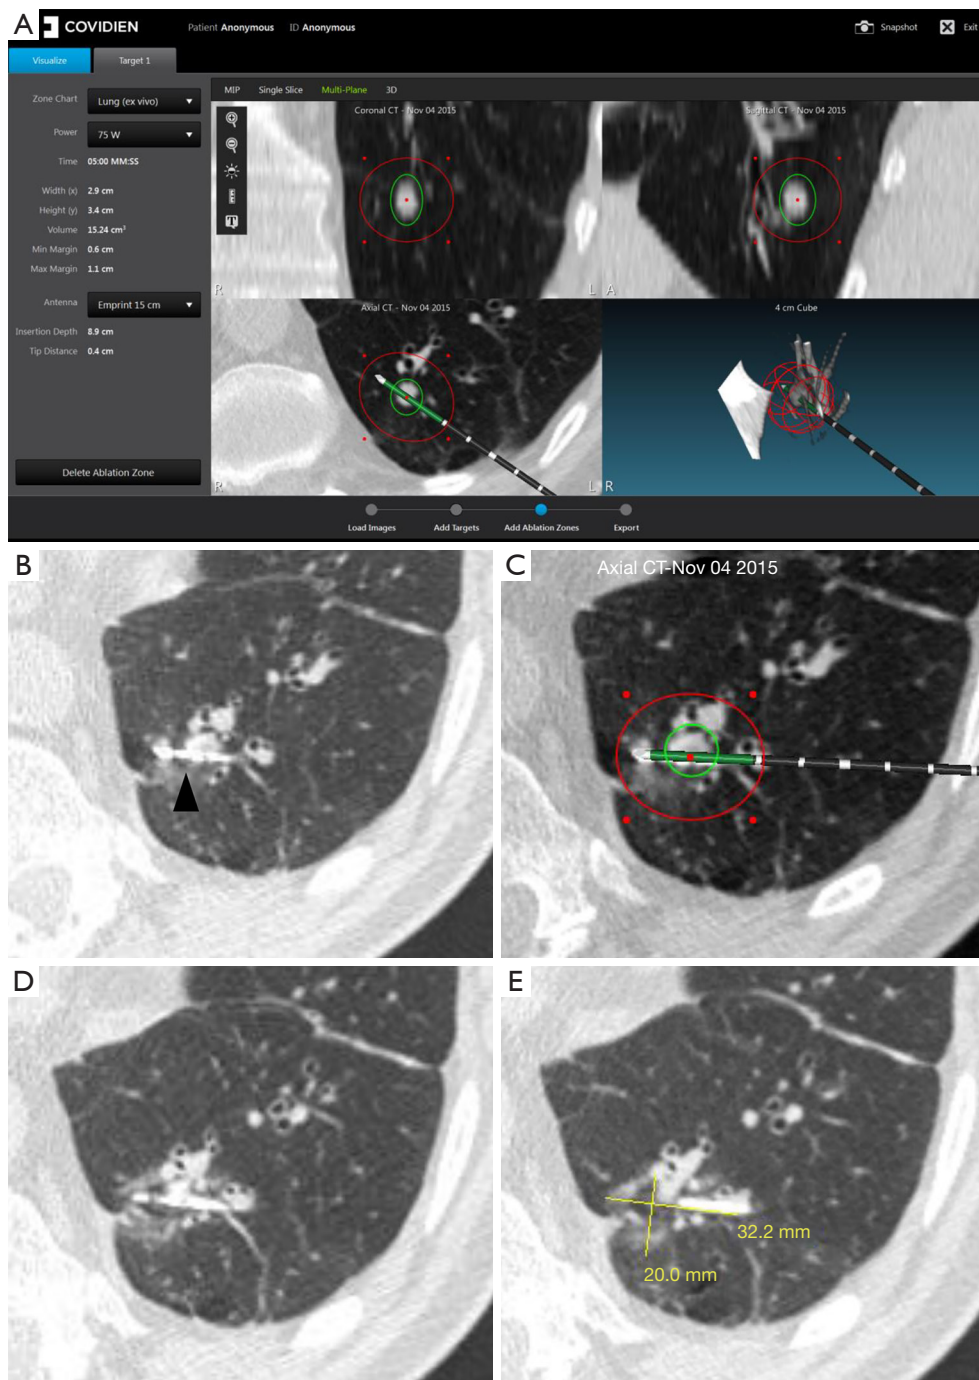 A
COVIDIEN Patient Anonymous ID Anonymous Snapshot Exit
Visualize Target 1
MIP Single Slice Multi-Plane 3D
Zone Chart Lung (ex vivo)
Power 75 W
Time 05:00 MM:SS
Width (x) 2.9 cm
Height (y) 3.4 cm
Volume 15.24 cm³
Min Margin 0.6 cm
Max Margin 1.1 cm
Antenna Emprint 15 cm
Insertion Depth 8.9 cm
Tip Distance 0.4 cm
Delete Ablation Zone
Coronal CT - Nov 04 2015
R L
Sagittal CT - Nov 04 2015
A
Axial CT - Nov 04 2015
R L
4 cm Cube
R
Load Images Add Targets Add Ablation Zones Export
B
C
Axial CT-Nov 04 2015
D
E
32.2 mm
20.0 mm